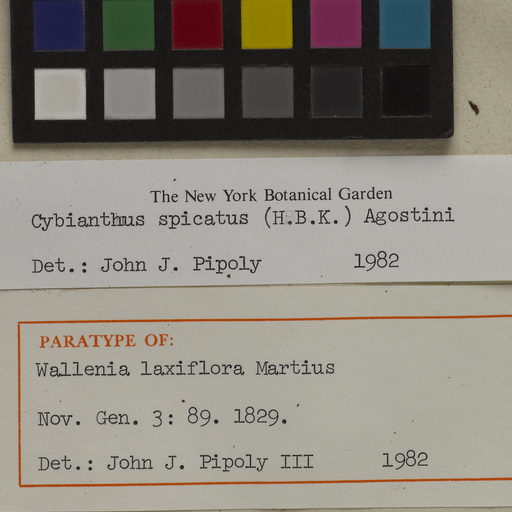 The New York Botanical Garden
Cybianthus spicatus (H.B.K.) Agostini
Det.: John J. Pipoly 1982
PARATYPE OF:
Wallenia laxiflora Martius
Nov. Gen. 3: 89. 1829.
Det.: John J. Pipoly III 1982